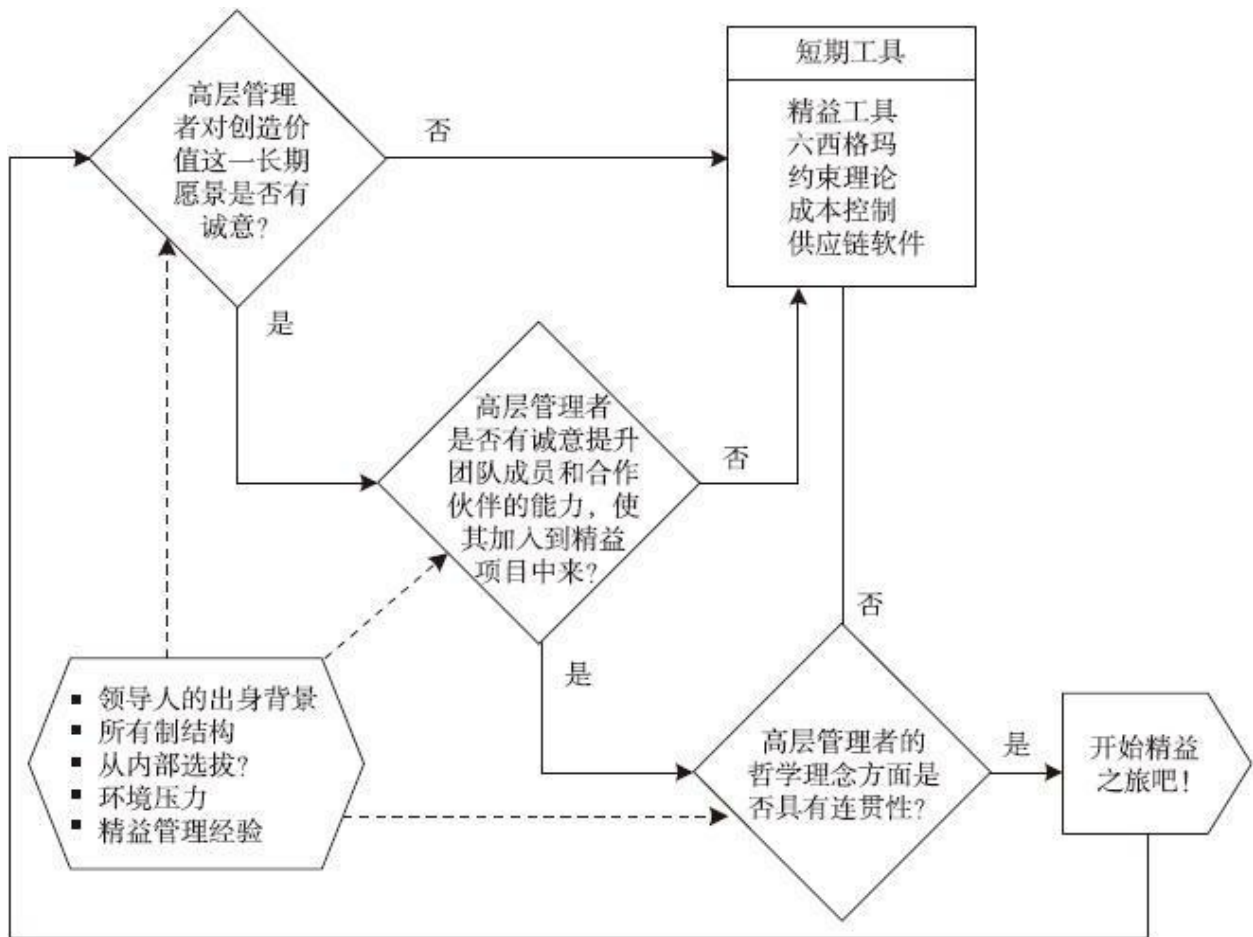 高层管理
者对创造价
值这一长期
愿景是否有
诚意?
否
短期工具
精益工具
六西格玛
约束理论
成本控制
供应链软件
是
高层管理者
是否有诚意提升
团队成员和合作
伙伴的能力，使
其加入到精益
项目中来?
否
是
否
▪ 领导人的出身背景
▪ 所有制结构
▪ 从内部选拔?
▪ 环境压力
▪ 精益管理经验
高层管理者的
哲学理念方面是
否具有连贯性?
是
开始精益
之旅吧!